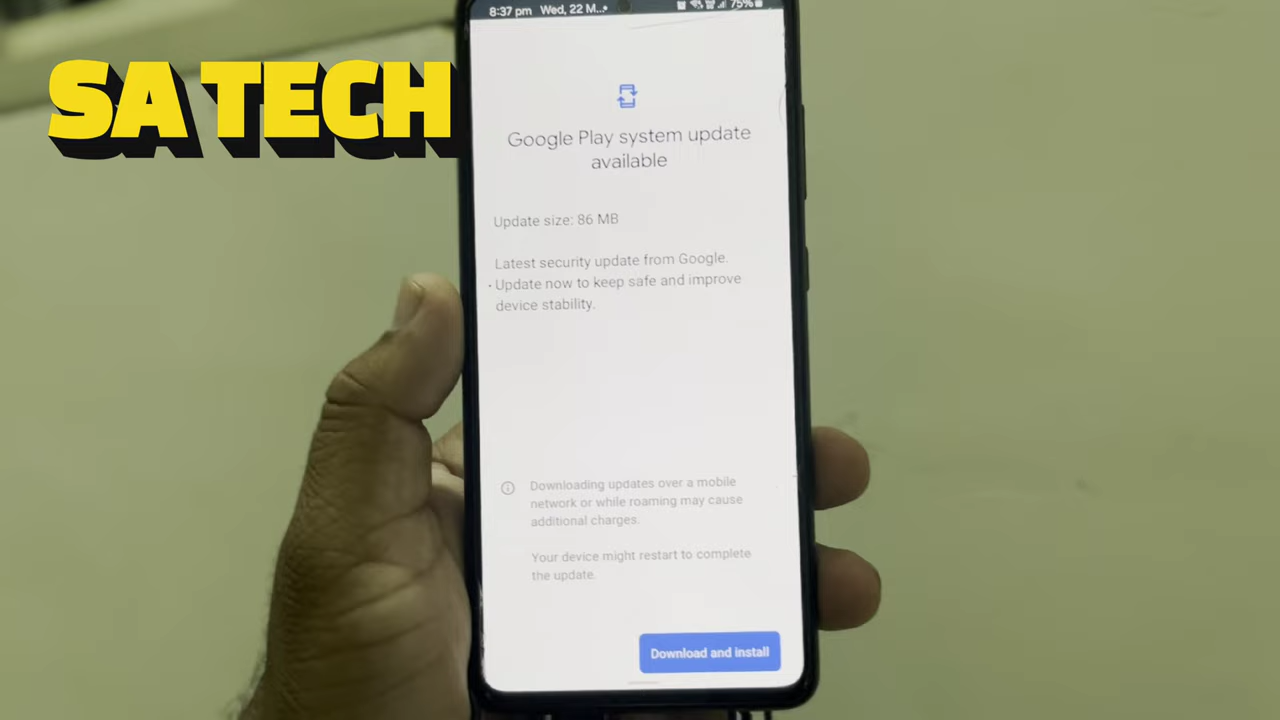 8:37 pm Wed, 22 M... 75%
SA TECH
Google Play system update
available
Update size: 86 MB
Latest security update from Google.
• Update now to keep safe and improve
device stability.
Downloading updates over a mobile
network or while roaming may cause
additional charges.
Your device might restart to complete
the update.
Download and install